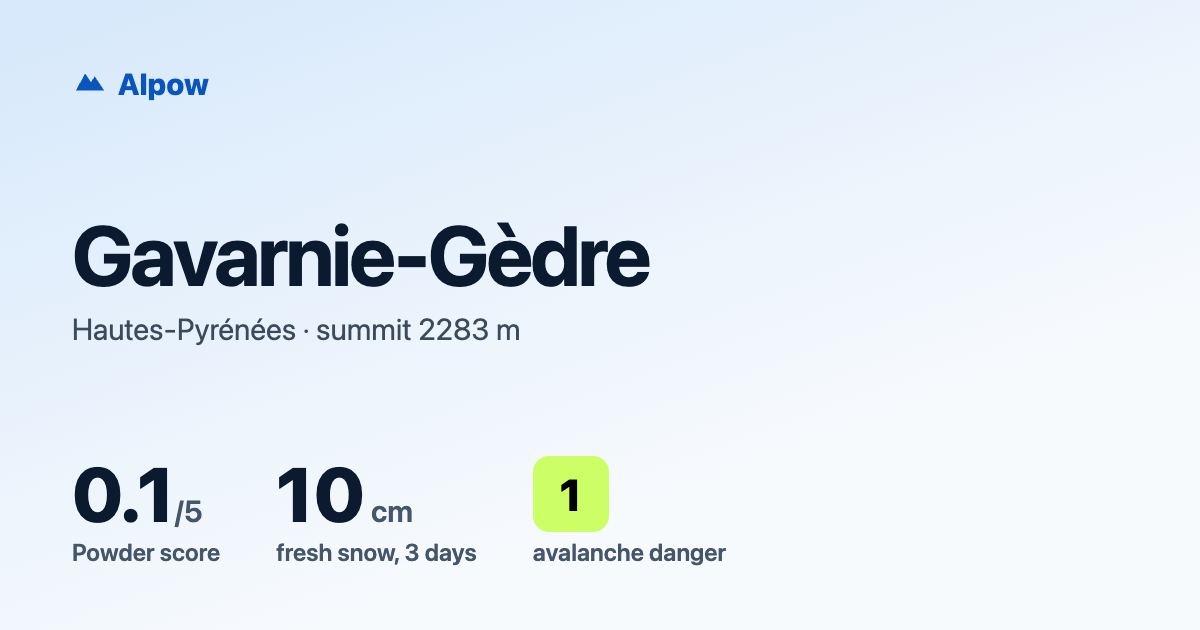 Alpow
Gavarnie-Gèdre
Hautes-Pyrénées · summit 2283 m
0.1/5
Powder score
10 cm
fresh snow, 3 days
1
avalanche danger